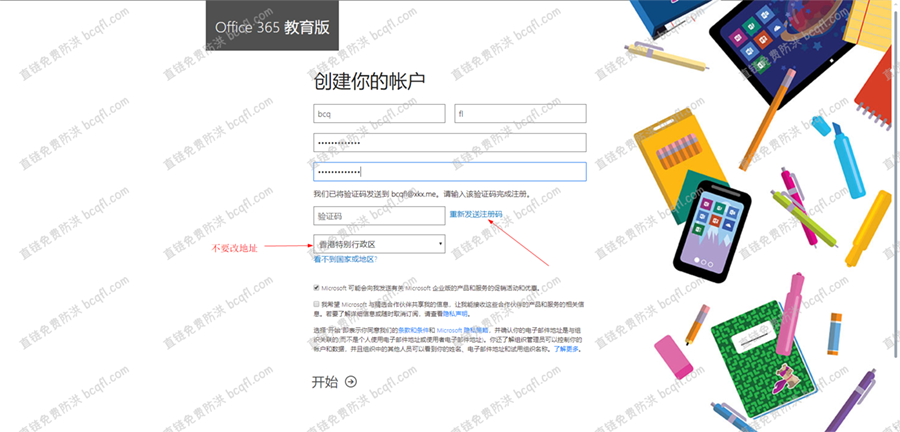 Office 365 教育版
创建你的帐户
bcq
fl
我们已将验证码发送到 bcqfl@xkx.me。请输入该验证码完成注册。
验证码
重新发送注册码
不要改地址
香港特别行政区
看不到国家或地区?
Microsoft 可能会向我发送有关 Microsoft 企业版的产品和服务的促销活动和优惠。
我希望 Microsoft 与精选合作伙伴共享我的信息，让我能接收这些合作伙伴的产品和服务的相关信息。若要了解详细信息或随时取消订阅，请查看隐私声明。
选择"开始"即表示你同意我们的条款和条件和 Microsoft 隐私策略，并确认你的电子邮件地址是与组
织关联的(而不是个人使用电子邮件地址或使用者电子邮件地址)。你还了解组织管理员可以控制你的
帐户和数据，并且组织中的其他人员可以看到你的姓名、电子邮件地址和试用组织名称。了解更多。
开始
直链免费防洪 bcqfl.com